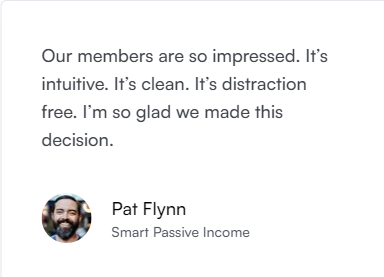 Our members are so impressed. It’s
intuitive. It’s clean. It’s distraction
free. I’m so glad we made this
decision.
Pat Flynn
Smart Passive Income